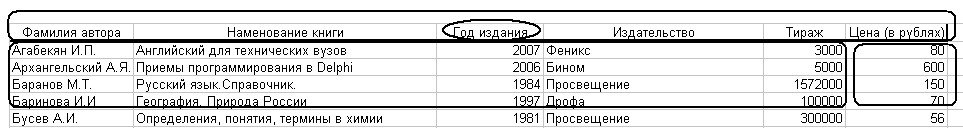 Фамилия автора Наменование книги Год издания Издательство Тираж Цена (в рублях)
Агабекян И.П. Английский для технических вузов 2007 Феникс 3000 80
Архангельский А.Я. Приемы программирования в Delphi 2006 Бином 5000 600
Баранов М.Т. Русский язык.Справочник. 1984 Просвещение 1572000 150
Баринова И.И География. Природа России 1997 Дрофа 100000 70
Бусев А.И. Определения, понятия, термины в химии 1981 Просвещение 300000 56